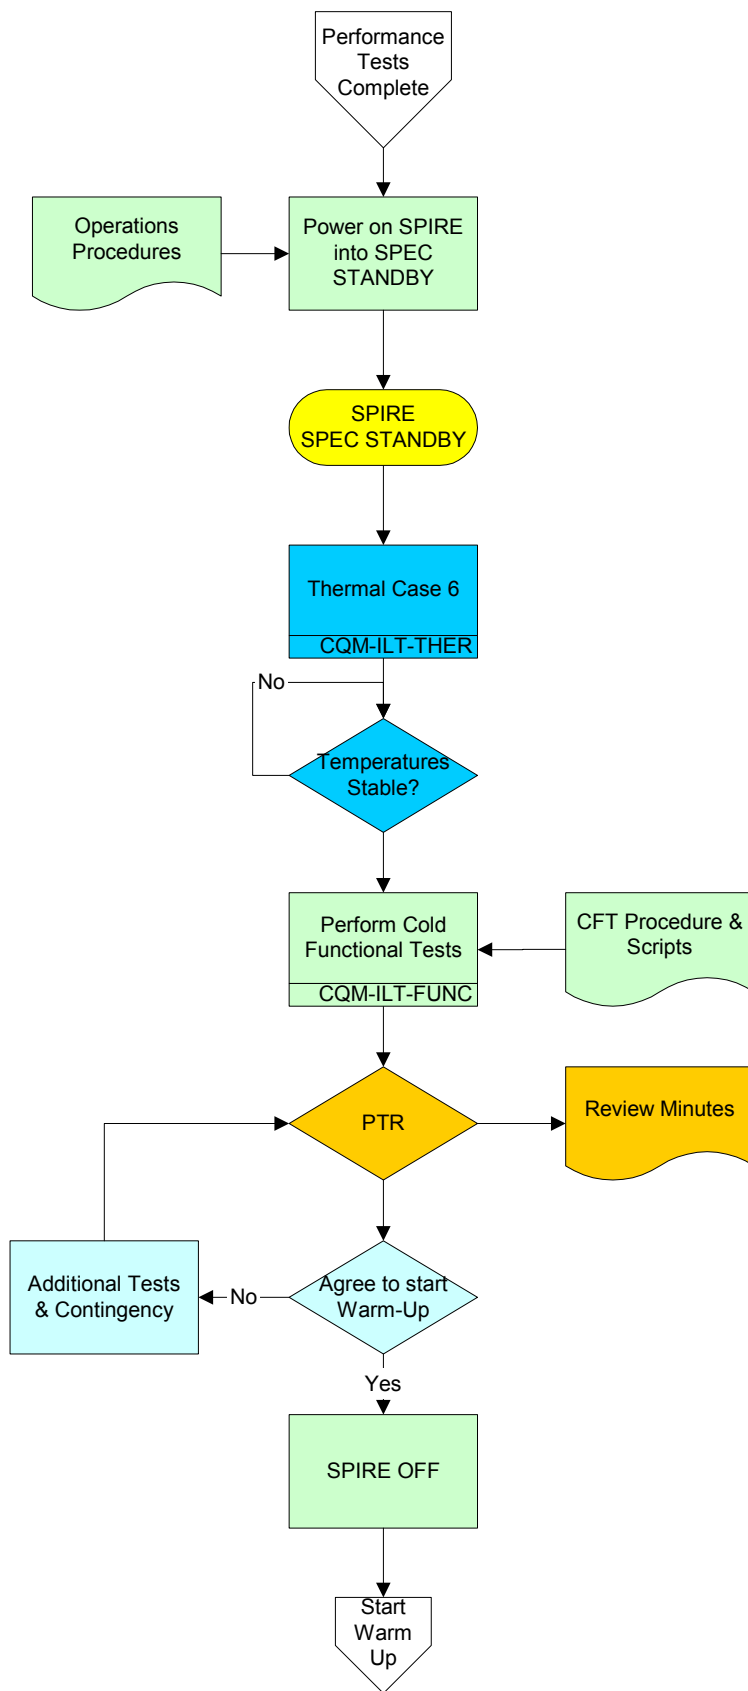 Performance
Tests
Complete
Operations
Procedures
Power on SPIRE
into SPEC
STANDBY
SPIRE
SPEC STANDBY
Thermal Case 6
CQM-ILT-THER
No
Temperatures
Stable?
Perform Cold
Functional Tests
CQM-ILT-FUNC
CFT Procedure &
Scripts
PTR
Review Minutes
Additional Tests
& Contingency
No
Agree to start
Warm-Up
Yes
SPIRE OFF
Start
Warm
Up